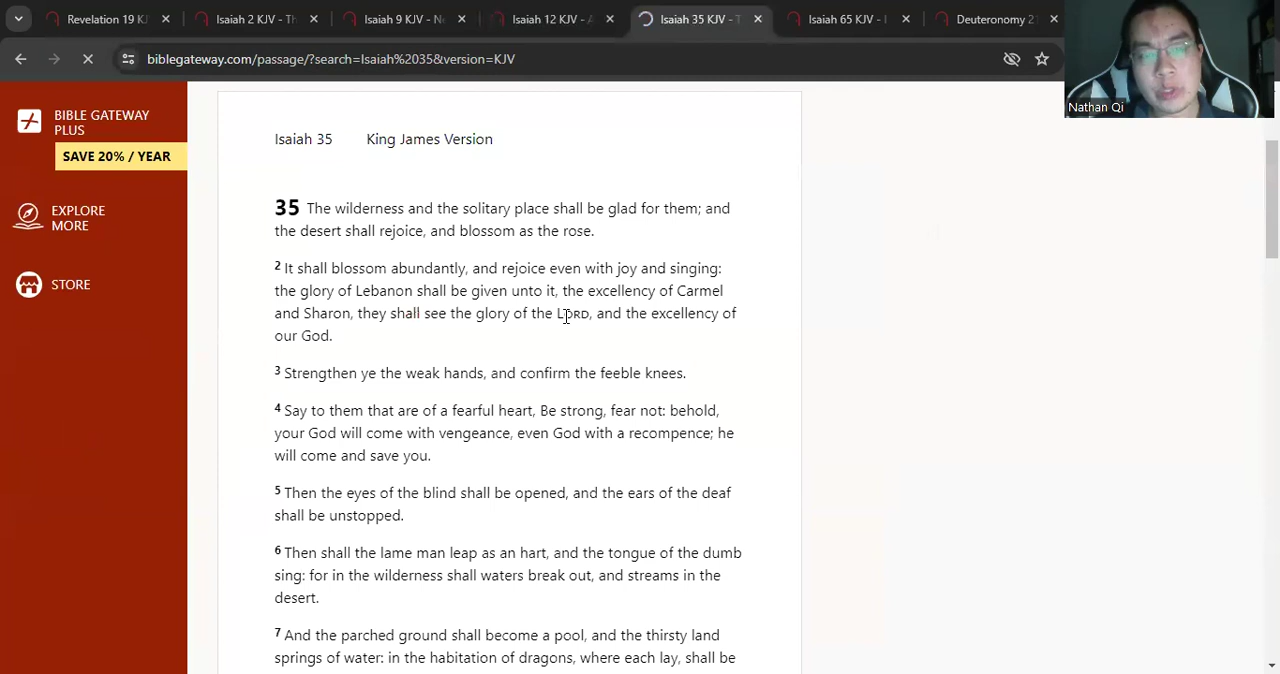 Revelation 19 KJ
Isaiah 2 KJV - Th
Isaiah 9 KJV - Ne
Isaiah 12 KJV - A
Isaiah 35 KJV - T
Isaiah 65 KJV -
Deuteronomy 2
biblegateway.com/passage/?search=Isaiah%2035&version=KJV
Nathan Qi
BIBLE GATEWAY
PLUS
SAVE 20% / YEAR
EXPLORE
MORE
STORE
Isaiah 35 King James Version
35 The wilderness and the solitary place shall be glad for them; and
the desert shall rejoice, and blossom as the rose.
2 It shall blossom abundantly, and rejoice even with joy and singing:
the glory of Lebanon shall be given unto it, the excellency of Carmel
and Sharon, they shall see the glory of the LORD, and the excellency of
our God.
3 Strengthen ye the weak hands, and confirm the feeble knees.
4 Say to them that are of a fearful heart, Be strong, fear not: behold,
your God will come with vengeance, even God with a recompence; he
will come and save you.
5 Then the eyes of the blind shall be opened, and the ears of the deaf
shall be unstopped.
6 Then shall the lame man leap as an hart, and the tongue of the dumb
sing: for in the wilderness shall waters break out, and streams in the
desert.
7 And the parched ground shall become a pool, and the thirsty land
springs of water: in the habitation of dragons, where each lay, shall be